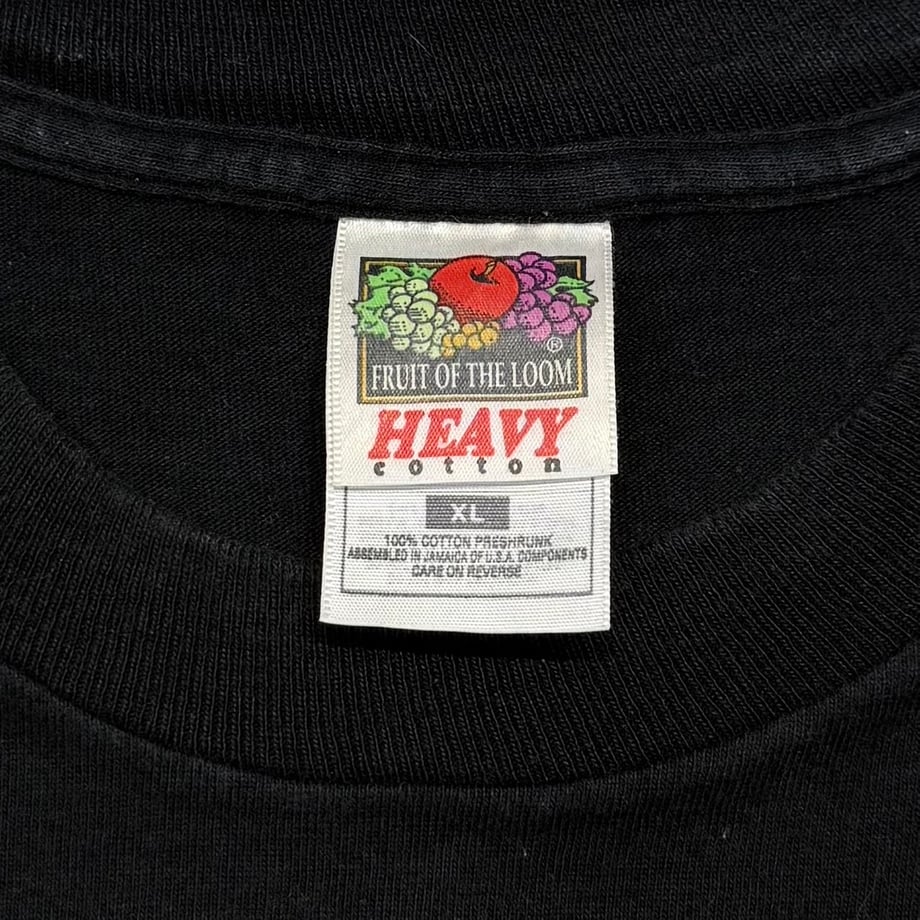 ®
FRUIT OF THE LOOM
HEAVY
cotton
XL
100% COTTON PRESHRUNK
ASSEMBLED IN JAMAICA OF U.S.A. COMPONENTS
CARE ON REVERSE